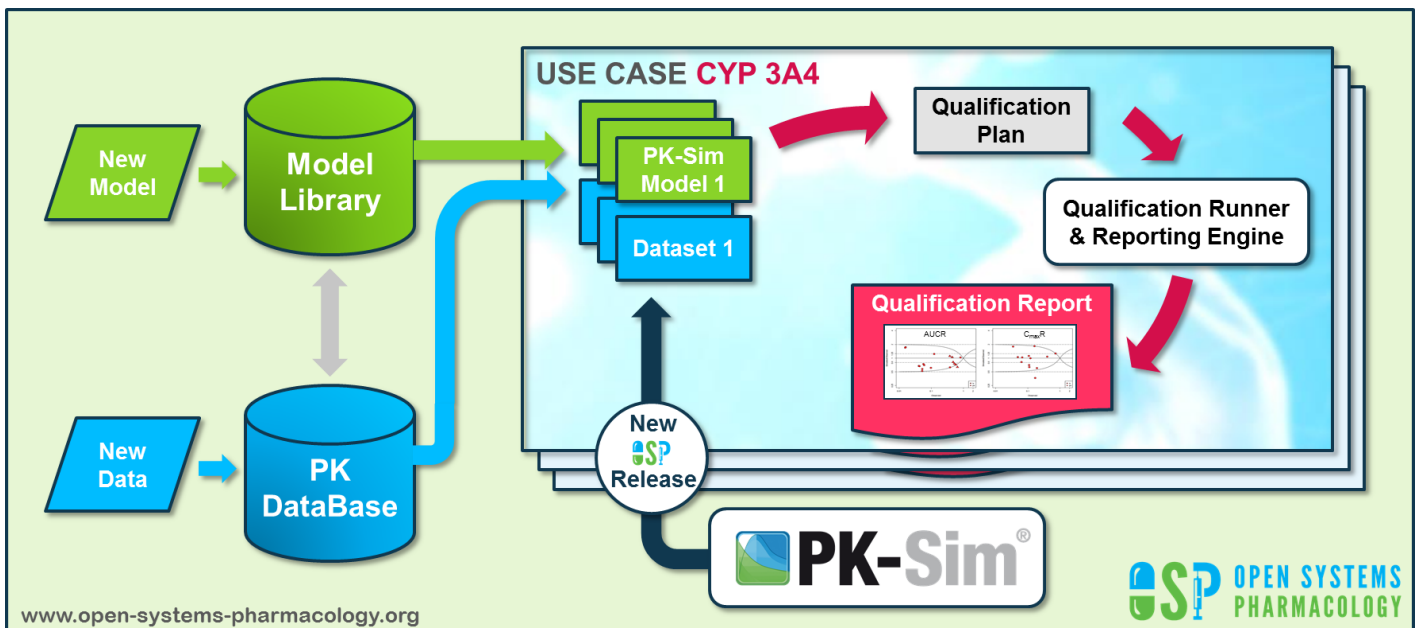 USE CASE CYP 3A4
New
Model
Model
Library
PK-Sim
Model 1
Dataset 1
Qualification
Plan
Qualification Runner
& Reporting Engine
Qualification Report
AUCR
CmaxR
New
Data
PK
DataBase
New
OSP
Release
PK-Sim®
OSP OPEN SYSTEMS
PHARMACOLOGY
www.open-systems-pharmacology.org